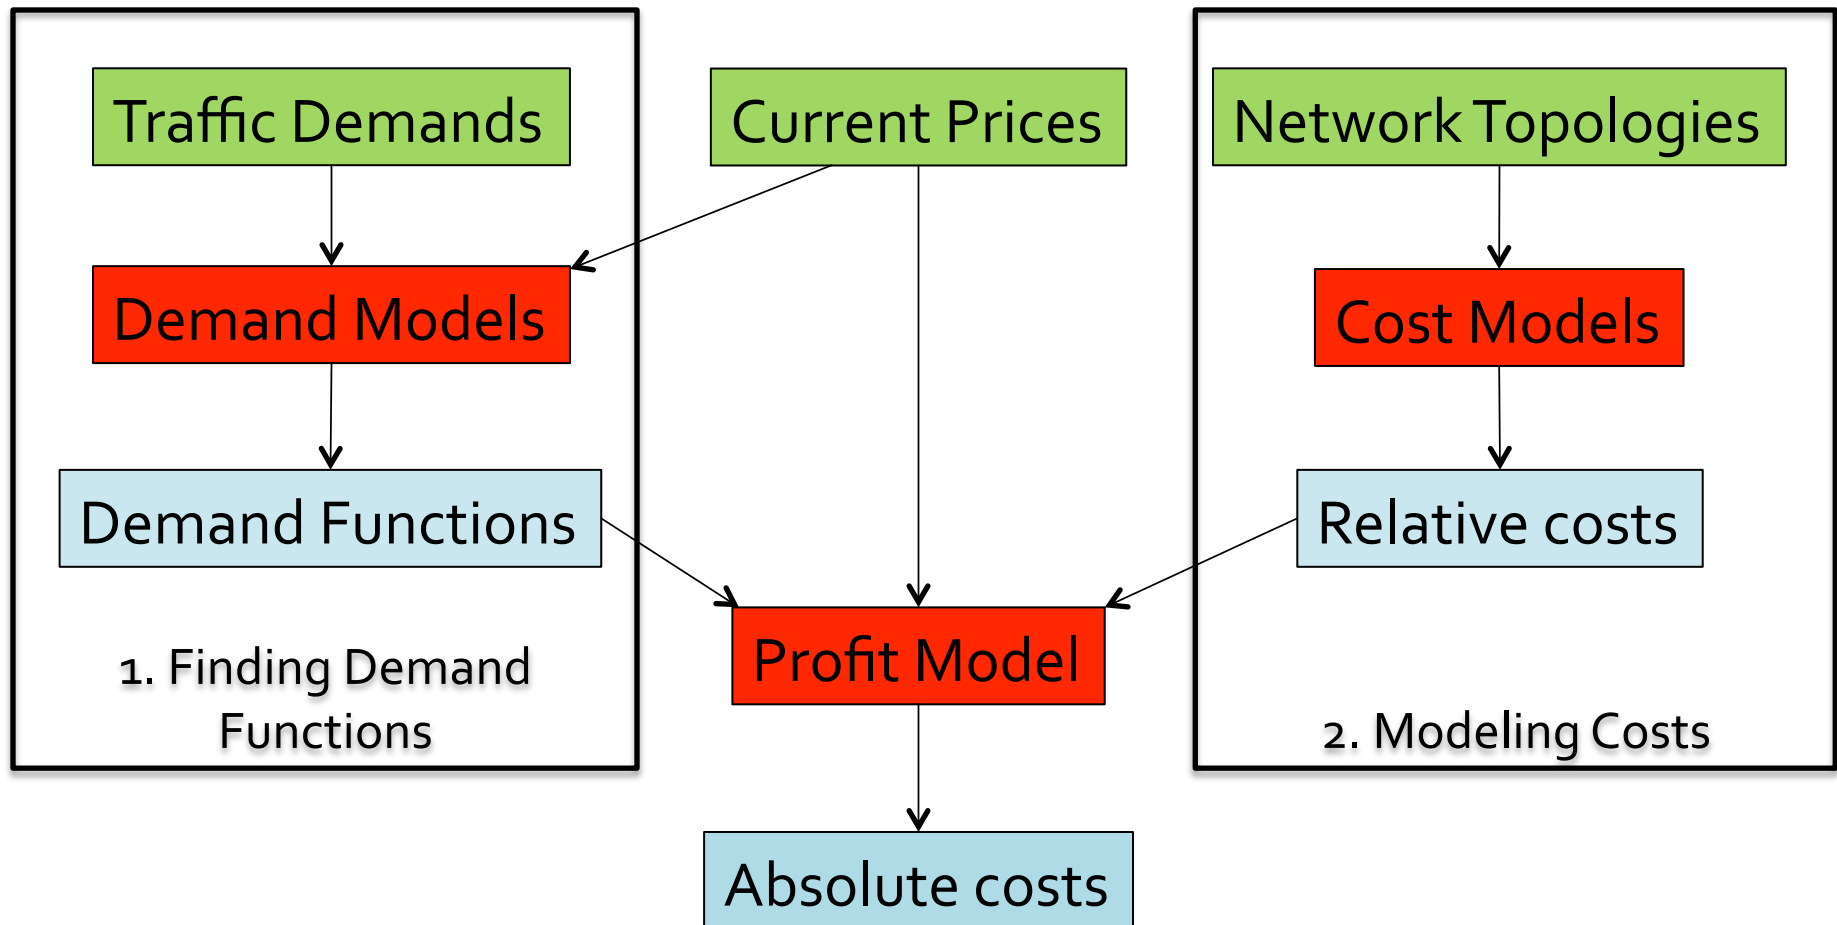 Traffic Demands
Current Prices
Network Topologies
Demand Models
Cost Models
Demand Functions
Relative costs
Profit Model
1. Finding Demand
Functions
2. Modeling Costs
Absolute costs